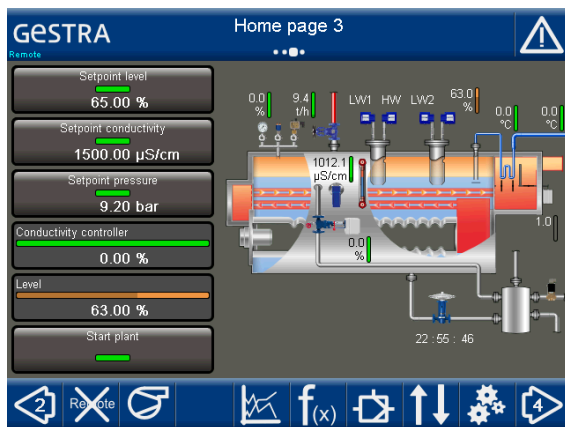 GESTRA
Remote
Home page 3
Setpoint level
65.00 %
Setpoint conductivity
1500.00 µS/cm
Setpoint pressure
9.20 bar
Conductivity controller
0.00 %
Level
63.00 %
Start plant
0.0
%
9.4
t/h
LW1 HW LW2
63.0
%
0.0
°C
0.0
°C
1012.1
µS/cm
1.0
0.0
%
22 : 55 : 46
2
Remote
f(x)
4